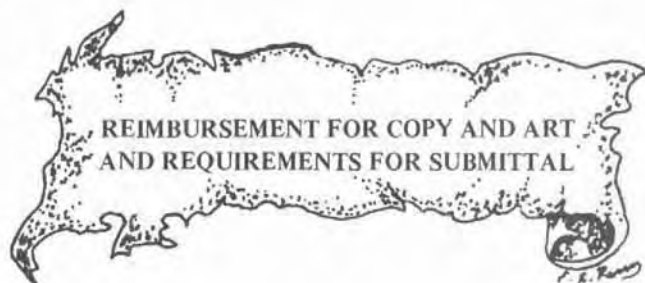 REIMBURSEMENT FOR COPY AND ART
AND REQUIREMENTS FOR SUBMITTAL